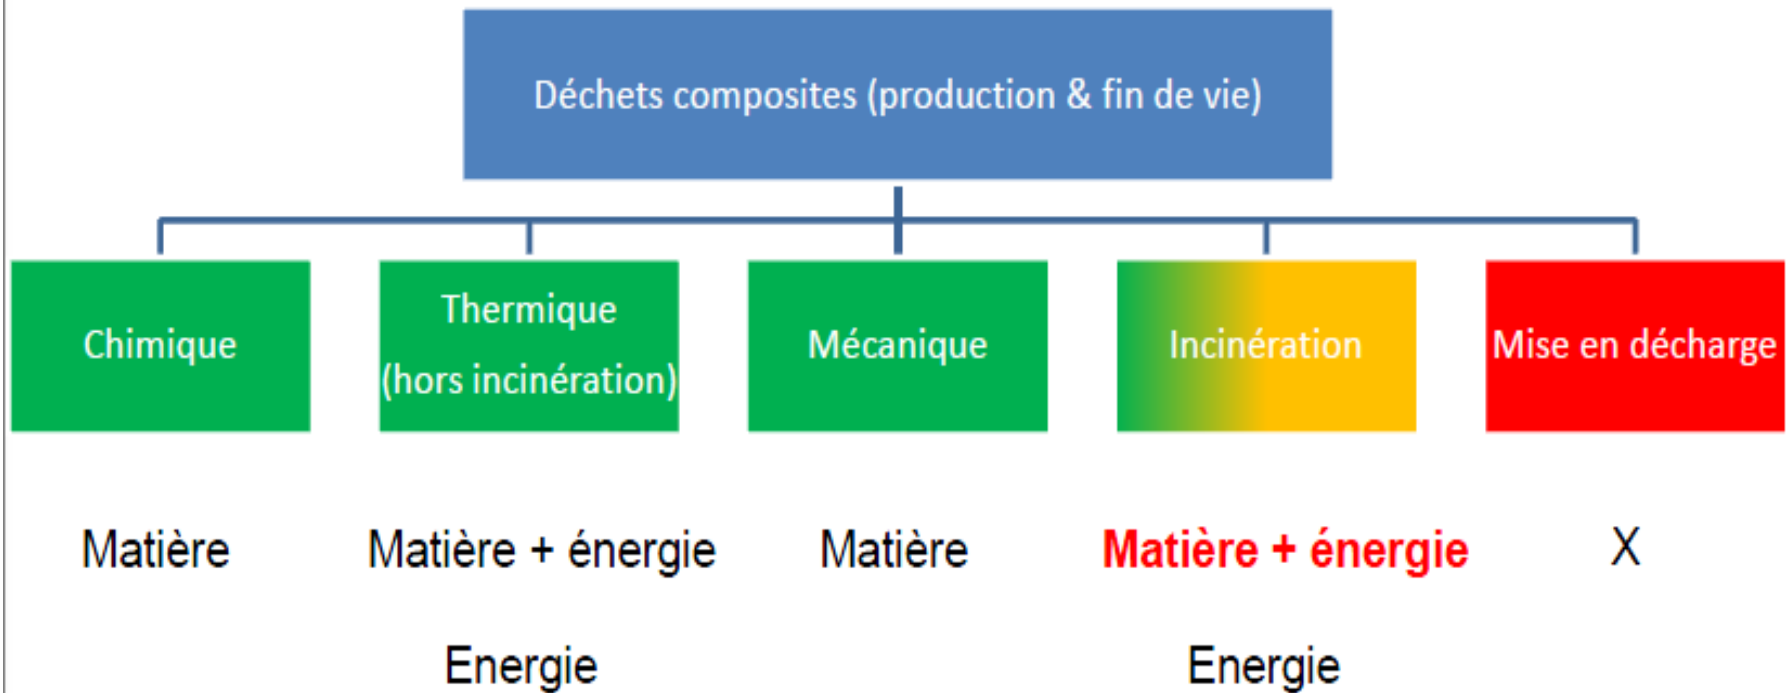 Déchets composites (production & fin de vie)
Chimique
Thermique
(hors incinération)
Mécanique
Incinération
Mise en décharge
Matière
Matière + énergie
Matière
Matière + énergie
X
Energie
Energie